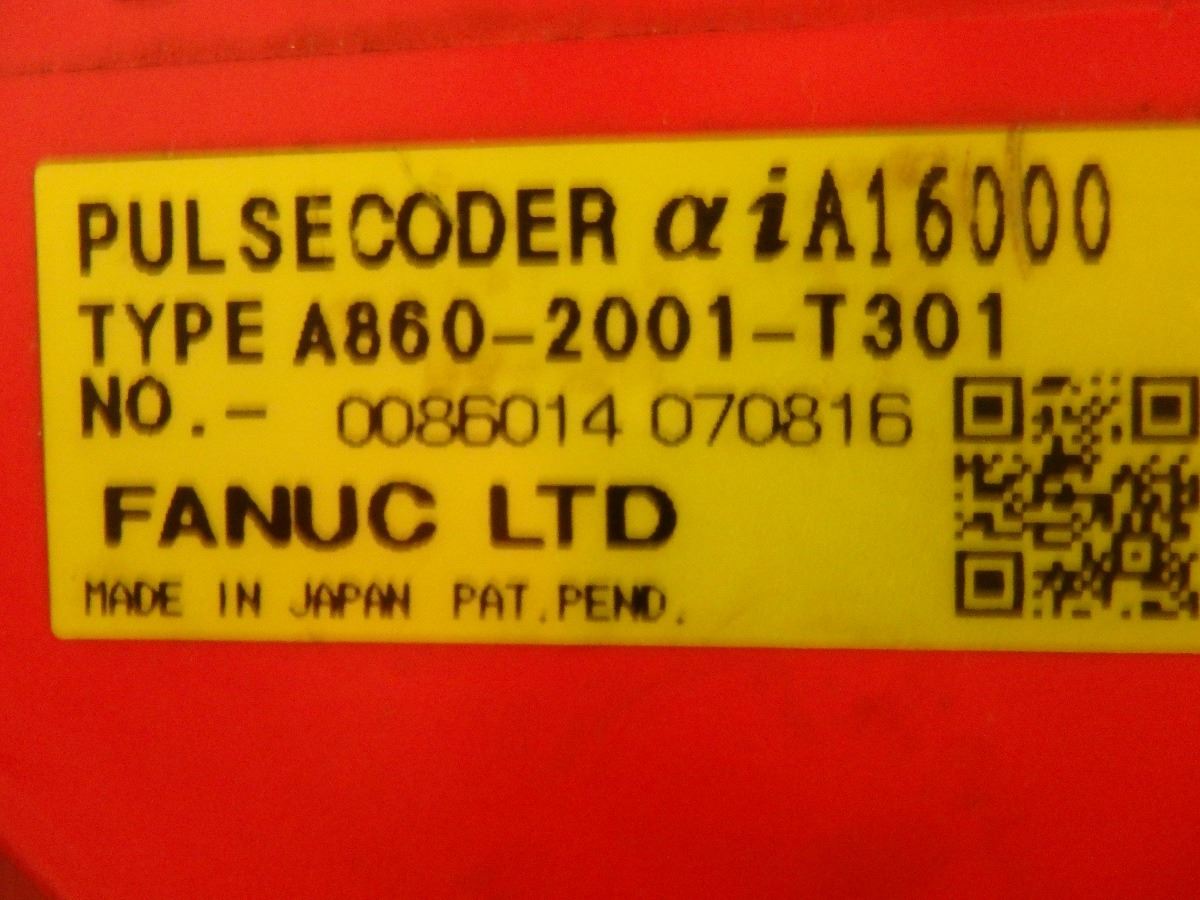 PULSECODER αiA16000
TYPE A860-2001-T301
NO.- 0086014 070816
FANUC LTD
MADE IN JAPAN PAT.PEND.